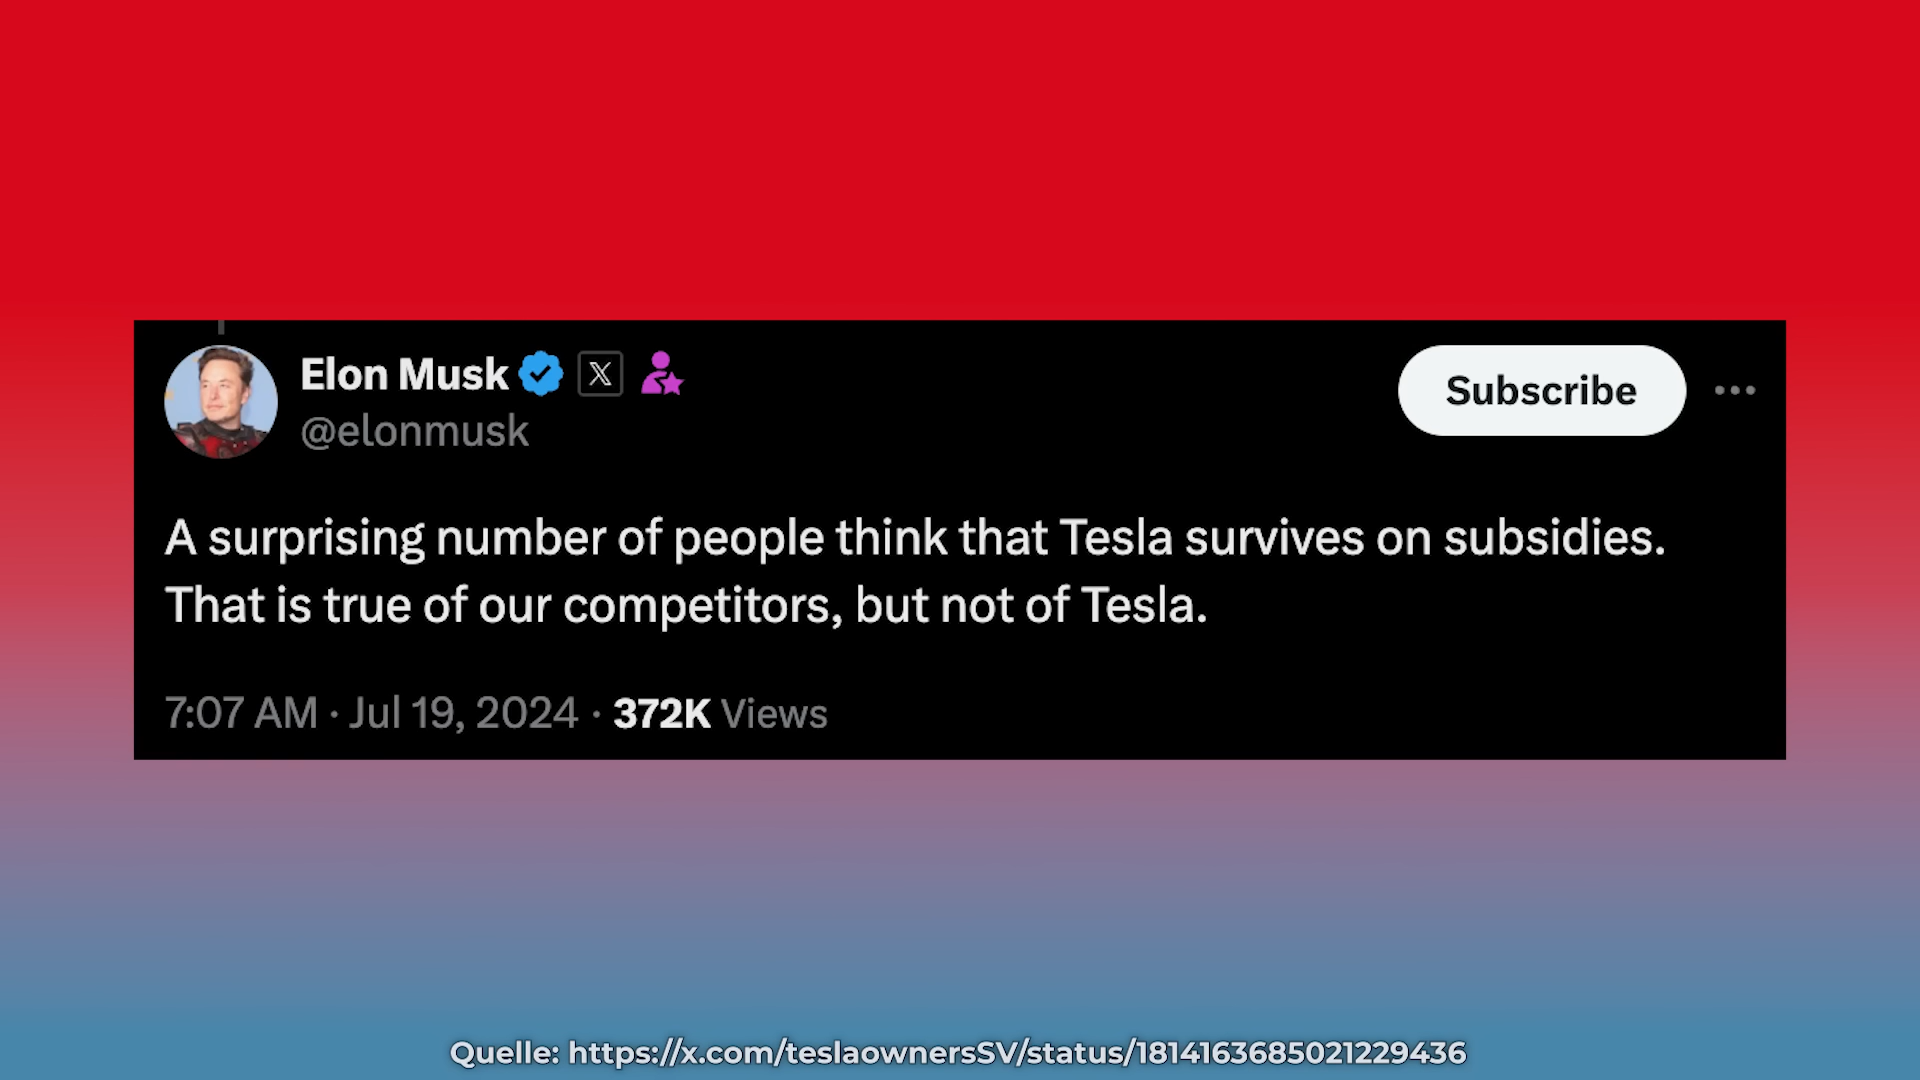 Elon Musk
@elonmusk
Subscribe
A surprising number of people think that Tesla survives on subsidies.
That is true of our competitors, but not of Tesla.
7:07 AM · Jul 19, 2024 · 372K Views
Quelle: https://x.com/teslaownersSV/status/1814163685021229436